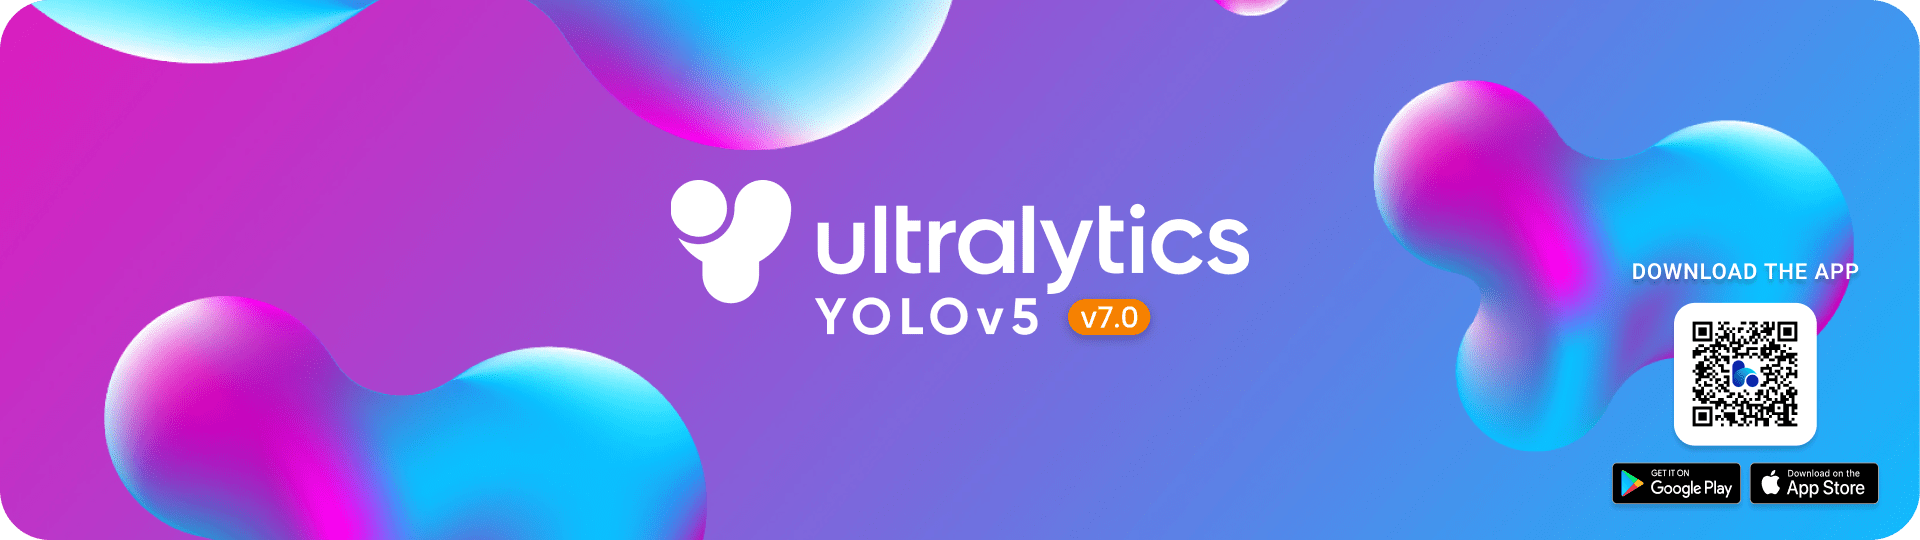 ultralytics
YOLOv5 v7.0
DOWNLOAD THE APP
GET IT ON
Google Play
Download on the
App Store